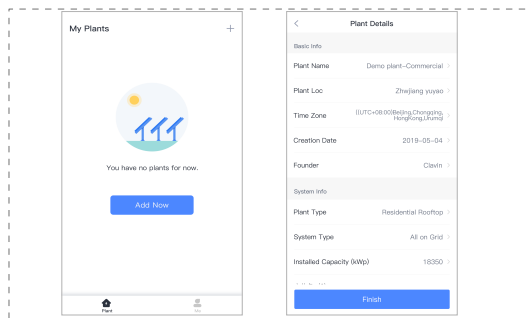 My Plants
You have no plants for now.
Add Now
Plant
Me
Plant Details
Basic Info
Plant Name
Demo plant-Commercial
Plant Loc
Zhwjiang yuyao
Time Zone
((UTC+08:00)Beijing,Chongqing,
HongKong,Urumqi
Creation Date
2019-05-04
Founder
Clavin
System Info
Plant Type
Residential Rooftop
System Type
All on Grid
Installed Capacity (kWp)
18350
Finish